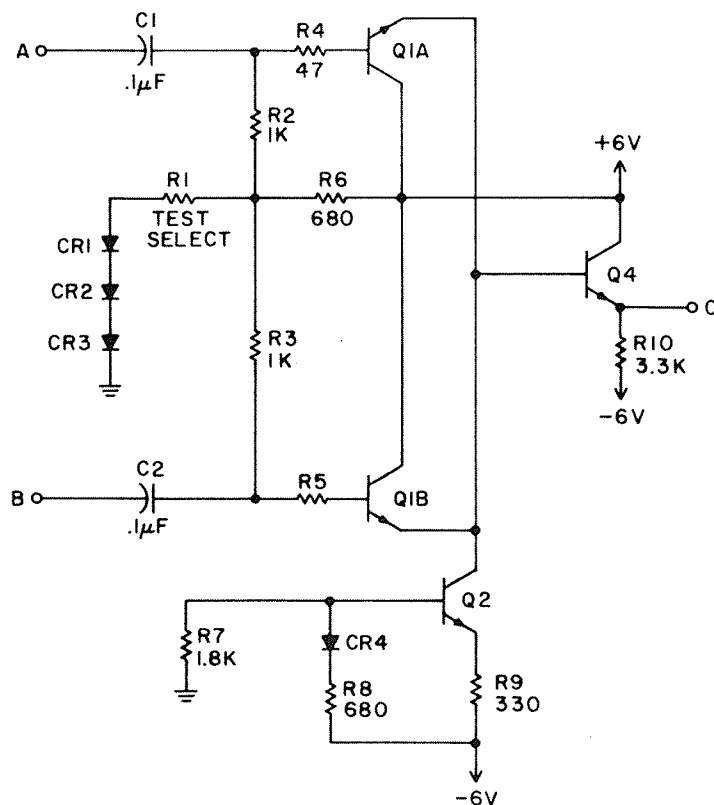 C1
A
.1µF
R4
47
Q1A
R2
1K
+6V
R1
TEST
SELECT
R6
680
CR1
CR2
CR3
Q4
C
R3
1K
R10
3.3K
-6V
C2
B
.1µF
R5
Q1B
Q2
R7
1.8K
CR4
R8
680
R9
330
-6V